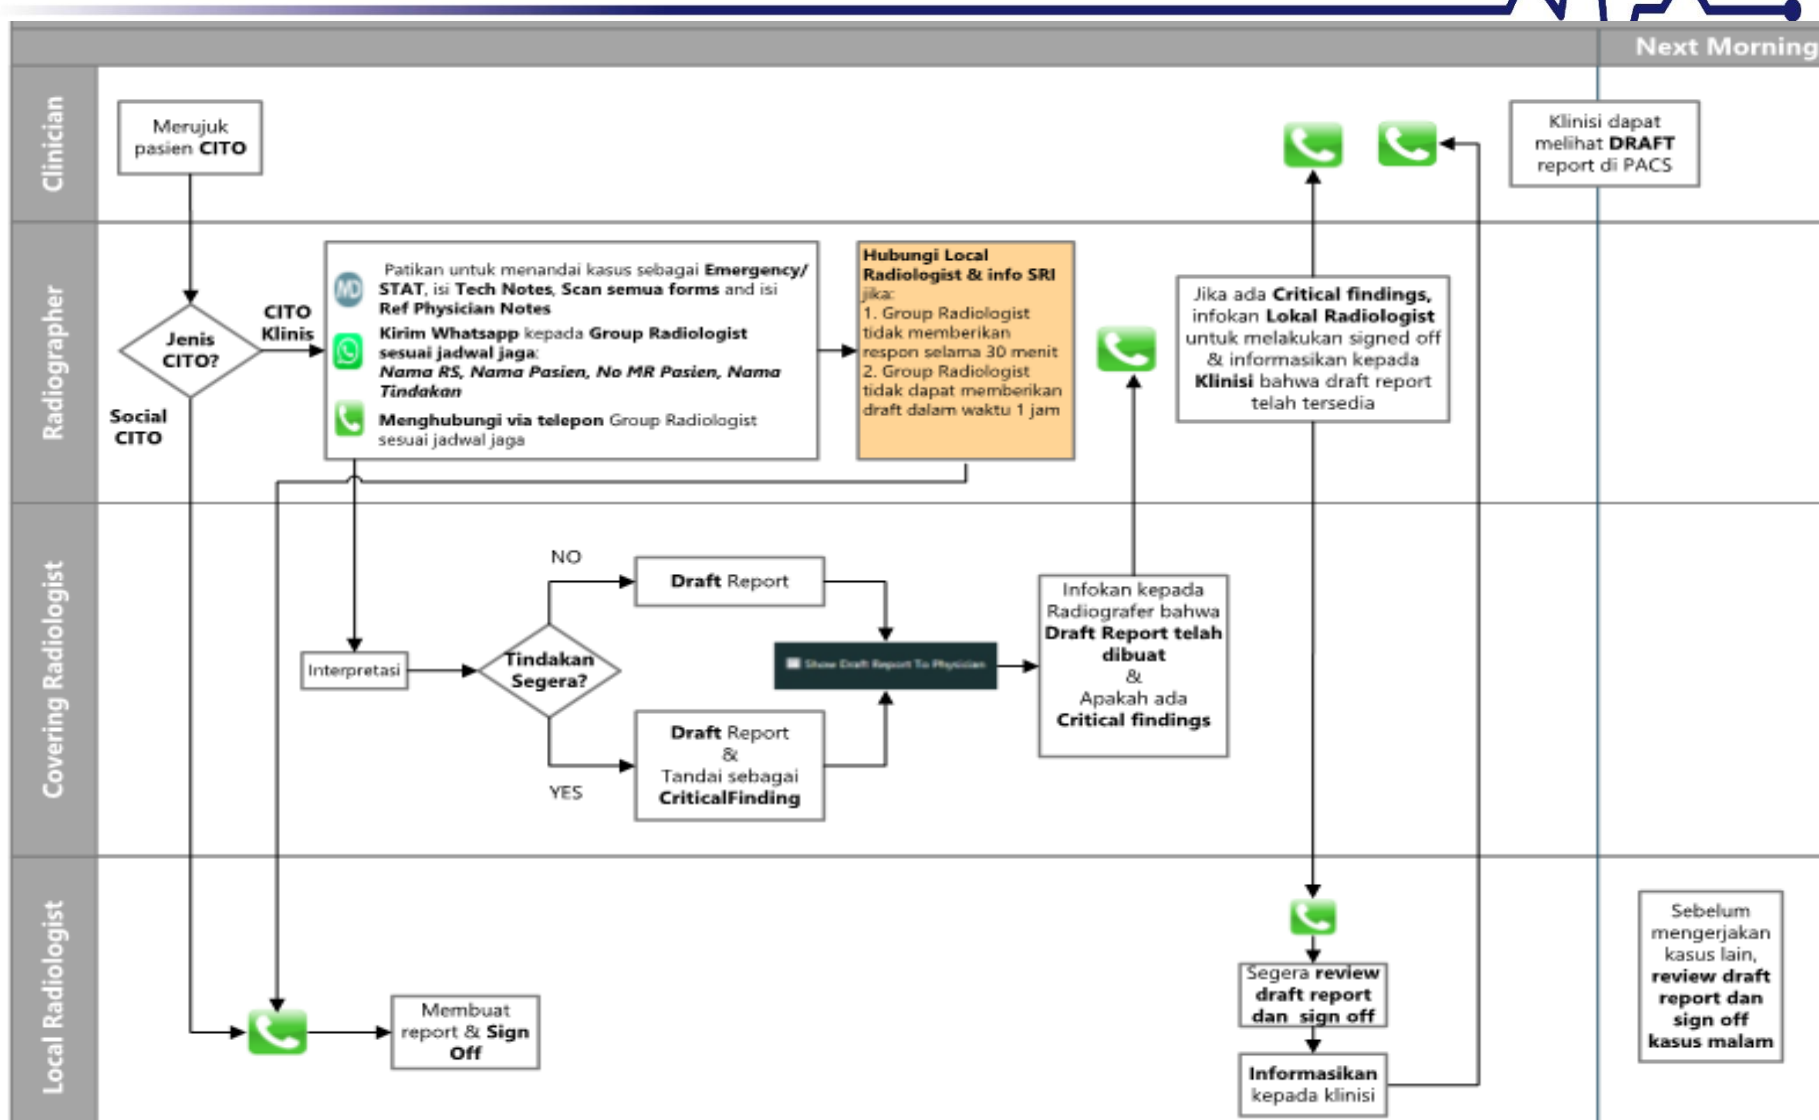 Next Morning
Clinician
Merujuk
pasien CITO
Klinisi dapat
melihat DRAFT
report di PACS
Radiographer
Jenis
CITO?
CITO
Klinis
Social
CITO
MD
Patikan untuk menandai kasus sebagai Emergency/
STAT, isi Tech Notes, Scan semua forms and isi
Ref Physician Notes
Kirim Whatsapp kepada Group Radiologist
sesuai jadwal jaga:
Nama RS, Nama Pasien, No MR Pasien, Nama
Tindakan
Menghubungi via telepon Group Radiologist
sesuai jadwal jaga
Hubungi Local
Radiologist & info SRI
jika:
1. Group Radiologist
tidak memberikan
respon selama 30 menit
2. Group Radiologist
tidak dapat memberikan
draft dalam waktu 1 jam
Jika ada Critical findings,
infokan Lokal Radiologist
untuk melakukan signed off
& informasikan kepada
Klinisi bahwa draft report
telah tersedia
Covering Radiologist
Interpretasi
Tindakan
Segera?
NO
Draft Report
YES
Draft Report
&
Tandai sebagai
CriticalFinding
Show Draft Report To Physician
Infokan kepada
Radiografer bahwa
Draft Report telah
dibuat
&
Apakah ada
Critical findings
Local Radiologist
Membuat
report & Sign
Off
Segera review
draft report
dan sign off
Informasikan
kepada klinisi
Sebelum
mengerjakan
kasus lain,
review draft
report dan
sign off
kasus malam